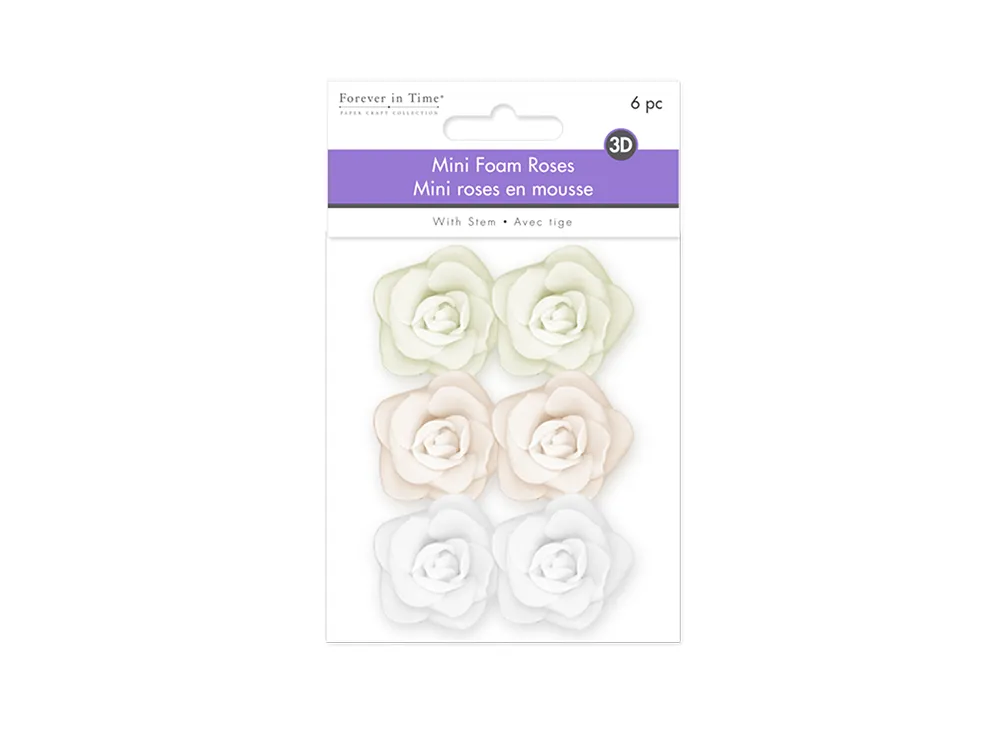 Forever in Time
PAPER CRAFT COLLECTION
6 pc
3D
Mini Foam Roses
Mini roses en mousse
With Stem • Avec tige